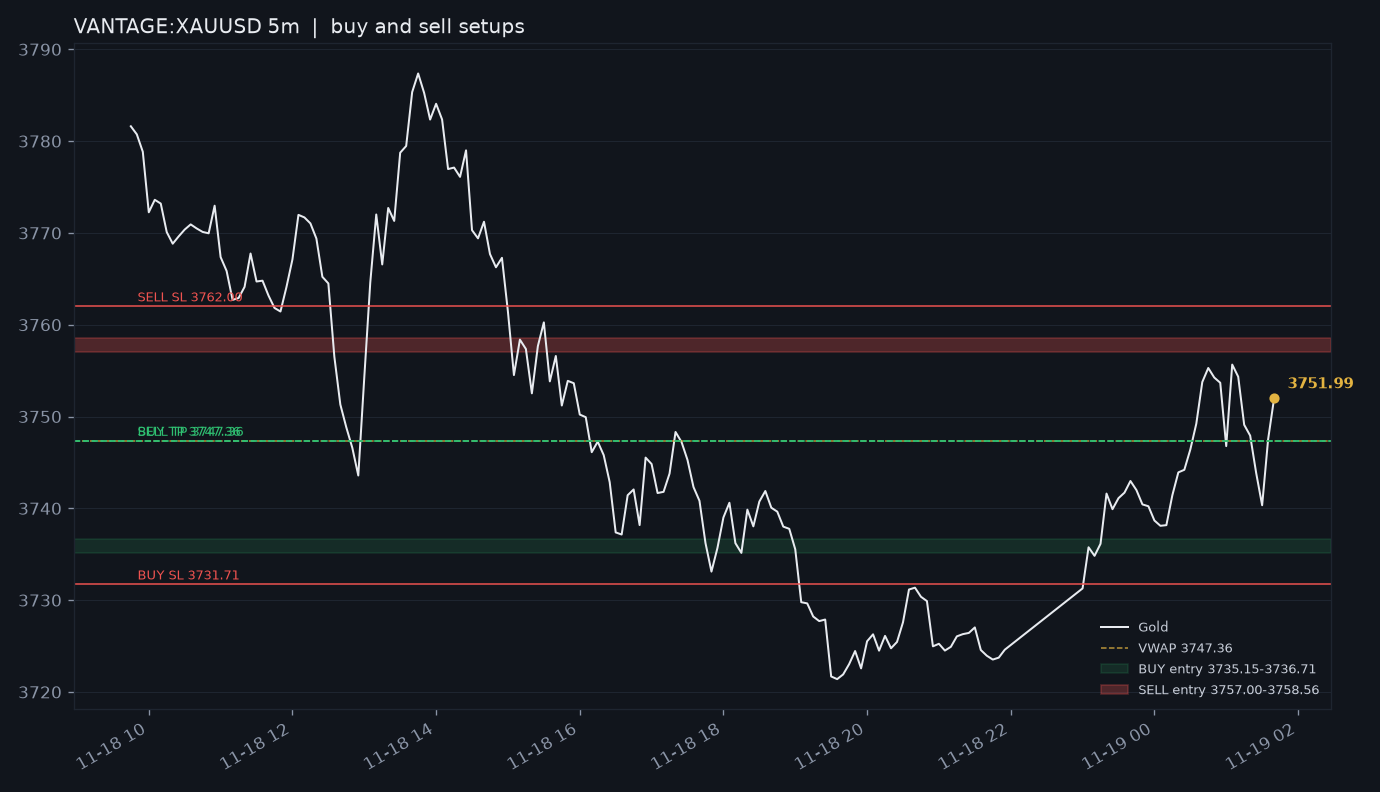 VANTAGE:XAUUSD 5m | buy and sell setups
3790
3780
3770
3760
3750
3740
3730
3720
SELL SL 3762.00
3747.36
BUY SL 3731.71
3751.99
Gold
VWAP 3747.36
BUY entry 3735.15-3736.71
SELL entry 3757.00-3758.56
11-18 10
11-18 12
11-18 14
11-18 16
11-18 18
11-18 20
11-18 22
11-19 00
11-19 02